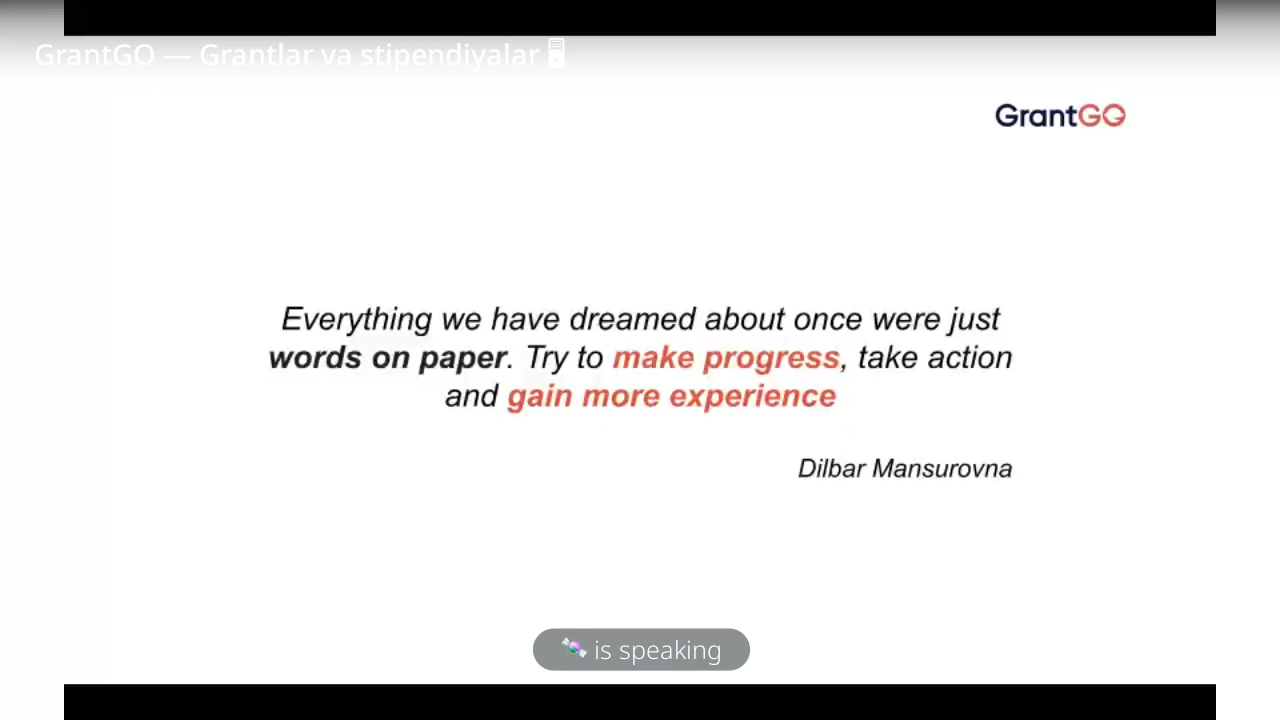 GrantGO — Grantlar va stipendiyalar 🖥
GrantGO
Everything we have dreamed about once were just
words on paper. Try to make progress, take action
and gain more experience
Dilbar Mansurovna
🍬 is speaking